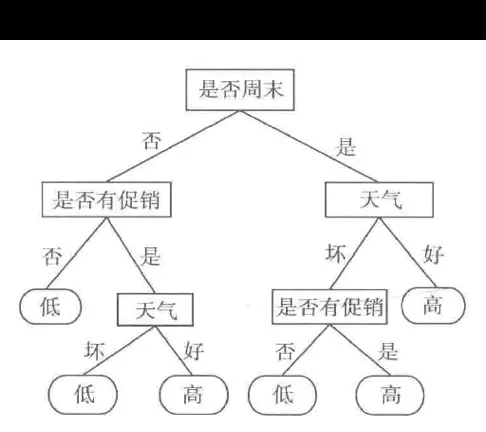 是否周末
否
是
是否有促销
天气
否
是
坏
好
低
天气
是否有促销
高
坏
好
否
是
低
高
低
高